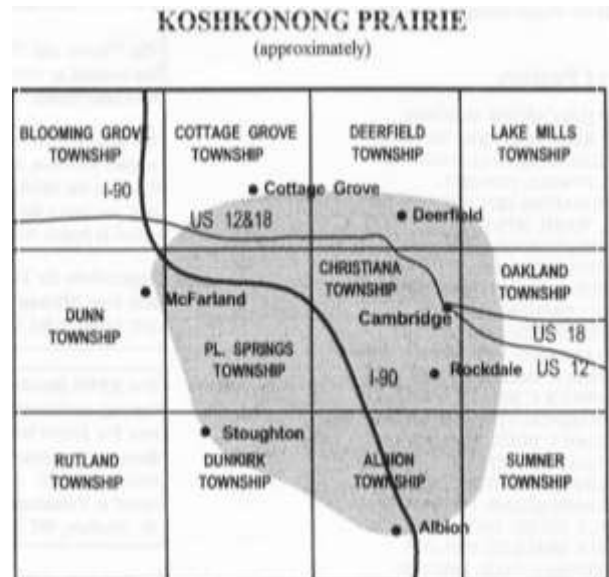 KOSHKONONG PRAIRIE
(approximately)
BLOOMING GROVE
TOWNSHIP
COTTAGE GROVE
TOWNSHIP
DEERFIELD
TOWNSHIP
LAKE MILLS
TOWNSHIP
I-90
Cottage Grove
US 12&18
Deerfield
CHRISTIANA
TOWNSHIP
OAKLAND
TOWNSHIP
McFarland
DUNN
TOWNSHIP
Cambridge
US 18
PL. SPRINGS
TOWNSHIP
I-90
Rockdale
US 12
Stoughton
RUTLAND
TOWNSHIP
DUNKIRK
TOWNSHIP
ALBION
TOWNSHIP
SUMNER
TOWNSHIP
Albion